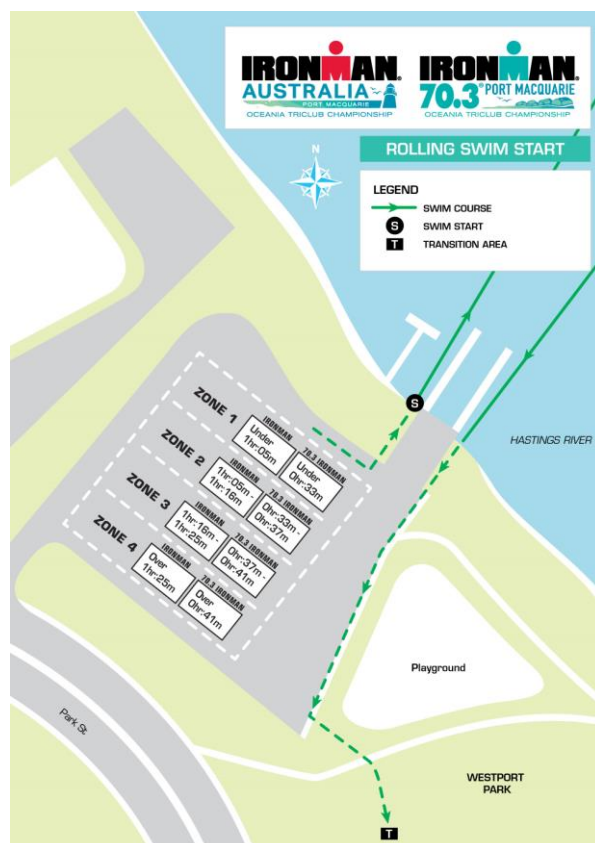 IRONMAN®
AUSTRALIA
PORT MACQUARIE
OCEANIA TRICLUB CHAMPIONSHIP
IRONMAN®
70.3® PORT MACQUARIE
OCEANIA TRICLUB CHAMPIONSHIP
ROLLING SWIM START
N
LEGEND
SWIM COURSE
S SWIM START
T TRANSITION AREA
S
HASTINGS RIVER
ZONE 1
IRONMAN
Under
1hr:05m
70.3 IRONMAN
Under
0hr:33m
ZONE 2
IRONMAN
1hr:05m -
1hr:16m
70.3 IRONMAN
0hr:33m -
0hr:37m
ZONE 3
IRONMAN
1hr:16m -
1hr:25m
70.3 IRONMAN
0hr:37m -
0hr:41m
ZONE 4
IRONMAN
Over
1hr:25m
70.3 IRONMAN
Over
0hr:41m
Playground
Park St.
WESTPORT
PARK
T